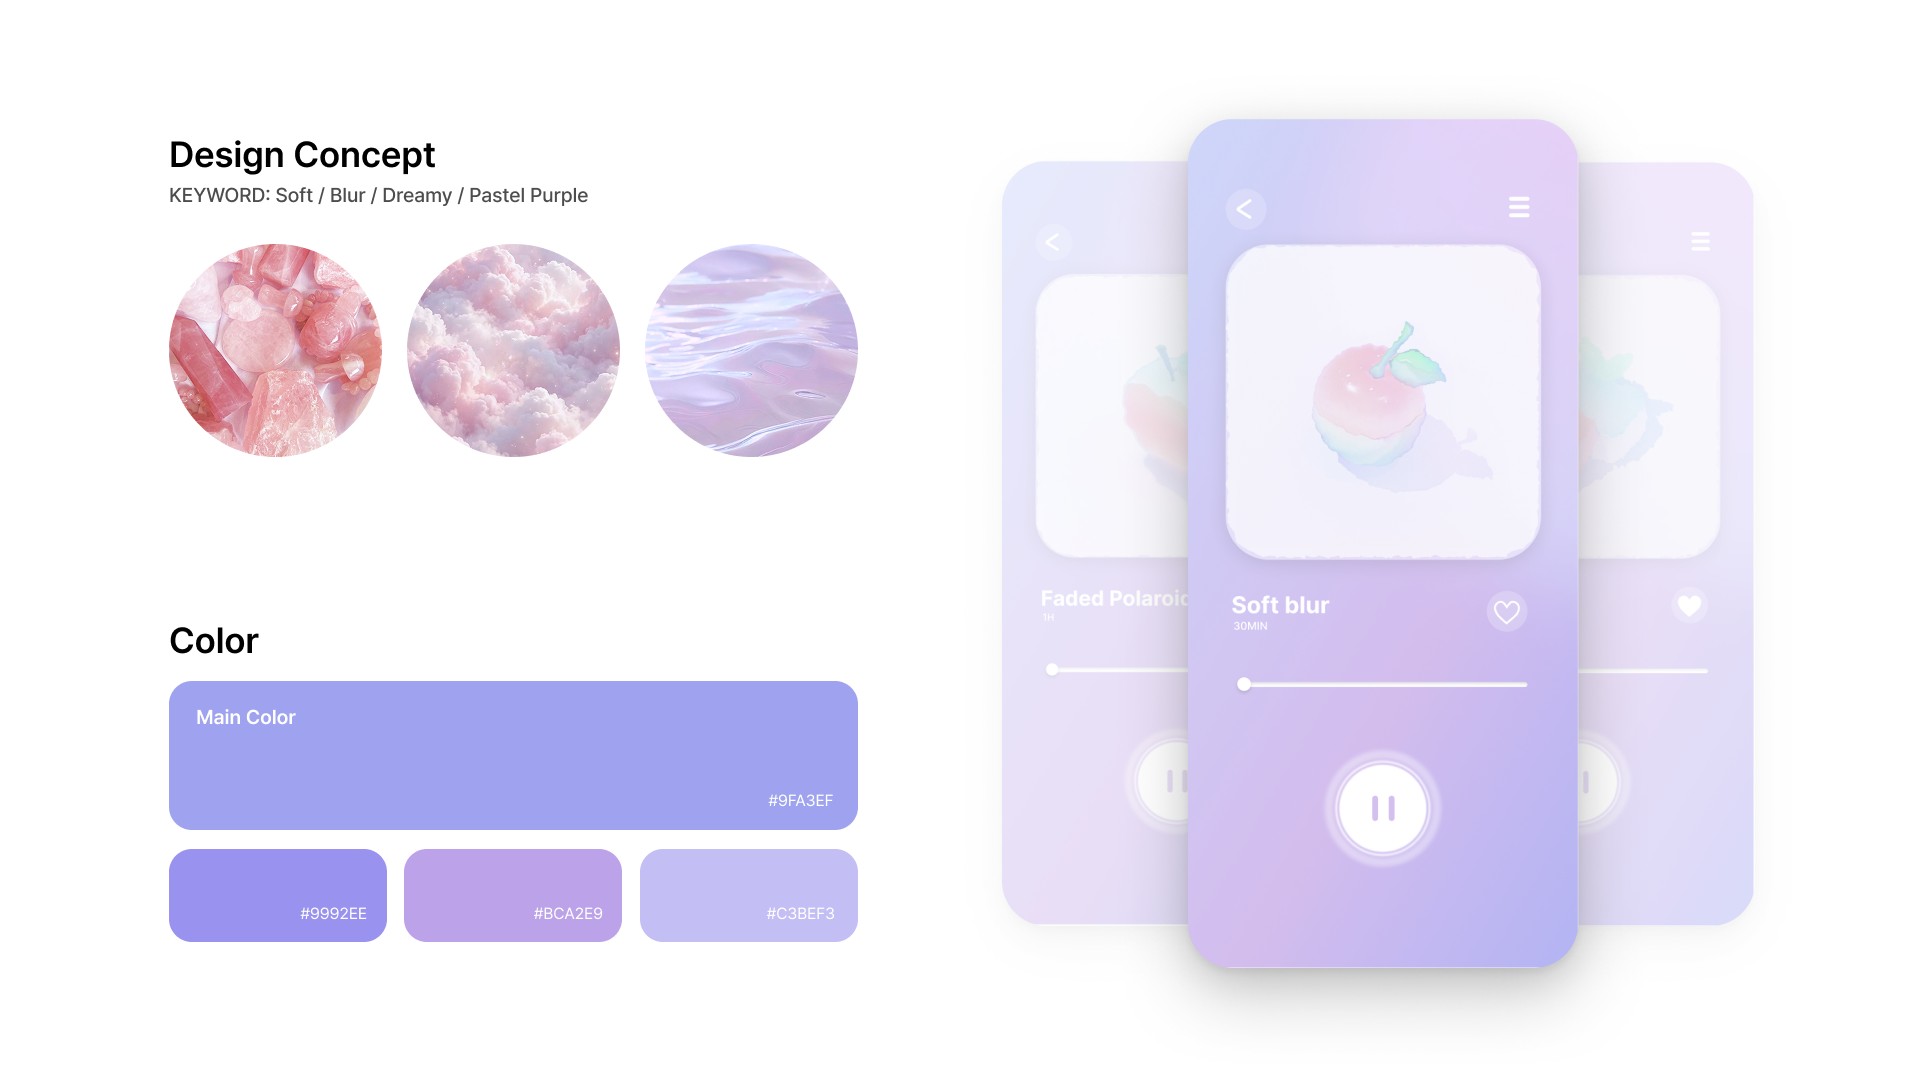 Design Concept
KEYWORD: Soft / Blur / Dreamy / Pastel Purple
Color
Main Color
#9FA3EF
#9992EE
#BCA2E9
#C3BEF3
Faded Polaroid
1H
Soft blur
30MIN